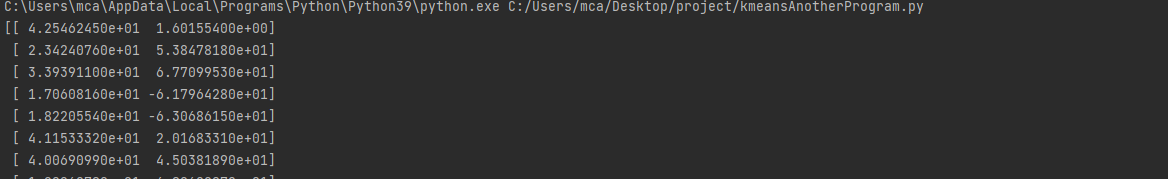 C:\Users\mca\AppData\Local\Programs\Python\Python39\python.exe C:/Users/mca/Desktop/project/kmeansAnotherProgram.py
[[ 4.25462450e+01  1.60155400e+00]
 [ 2.34240760e+01  5.38478180e+01]
 [ 3.39391100e+01  6.77099530e+01]
 [ 1.70608160e+01 -6.17964280e+01]
 [ 1.82205540e+01 -6.30686150e+01]
 [ 4.11533320e+01  2.01683310e+01]
 [ 4.00690990e+01  4.50381890e+01]